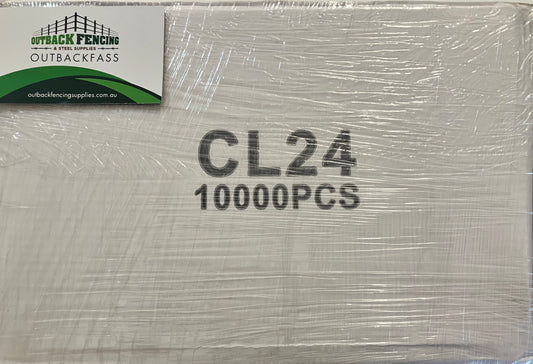 OUTBACK FENCING
& STEEL SUPPLIES
OUTBACKFASS
outbackfencingsupplies.com.au
CL24
10000PCS